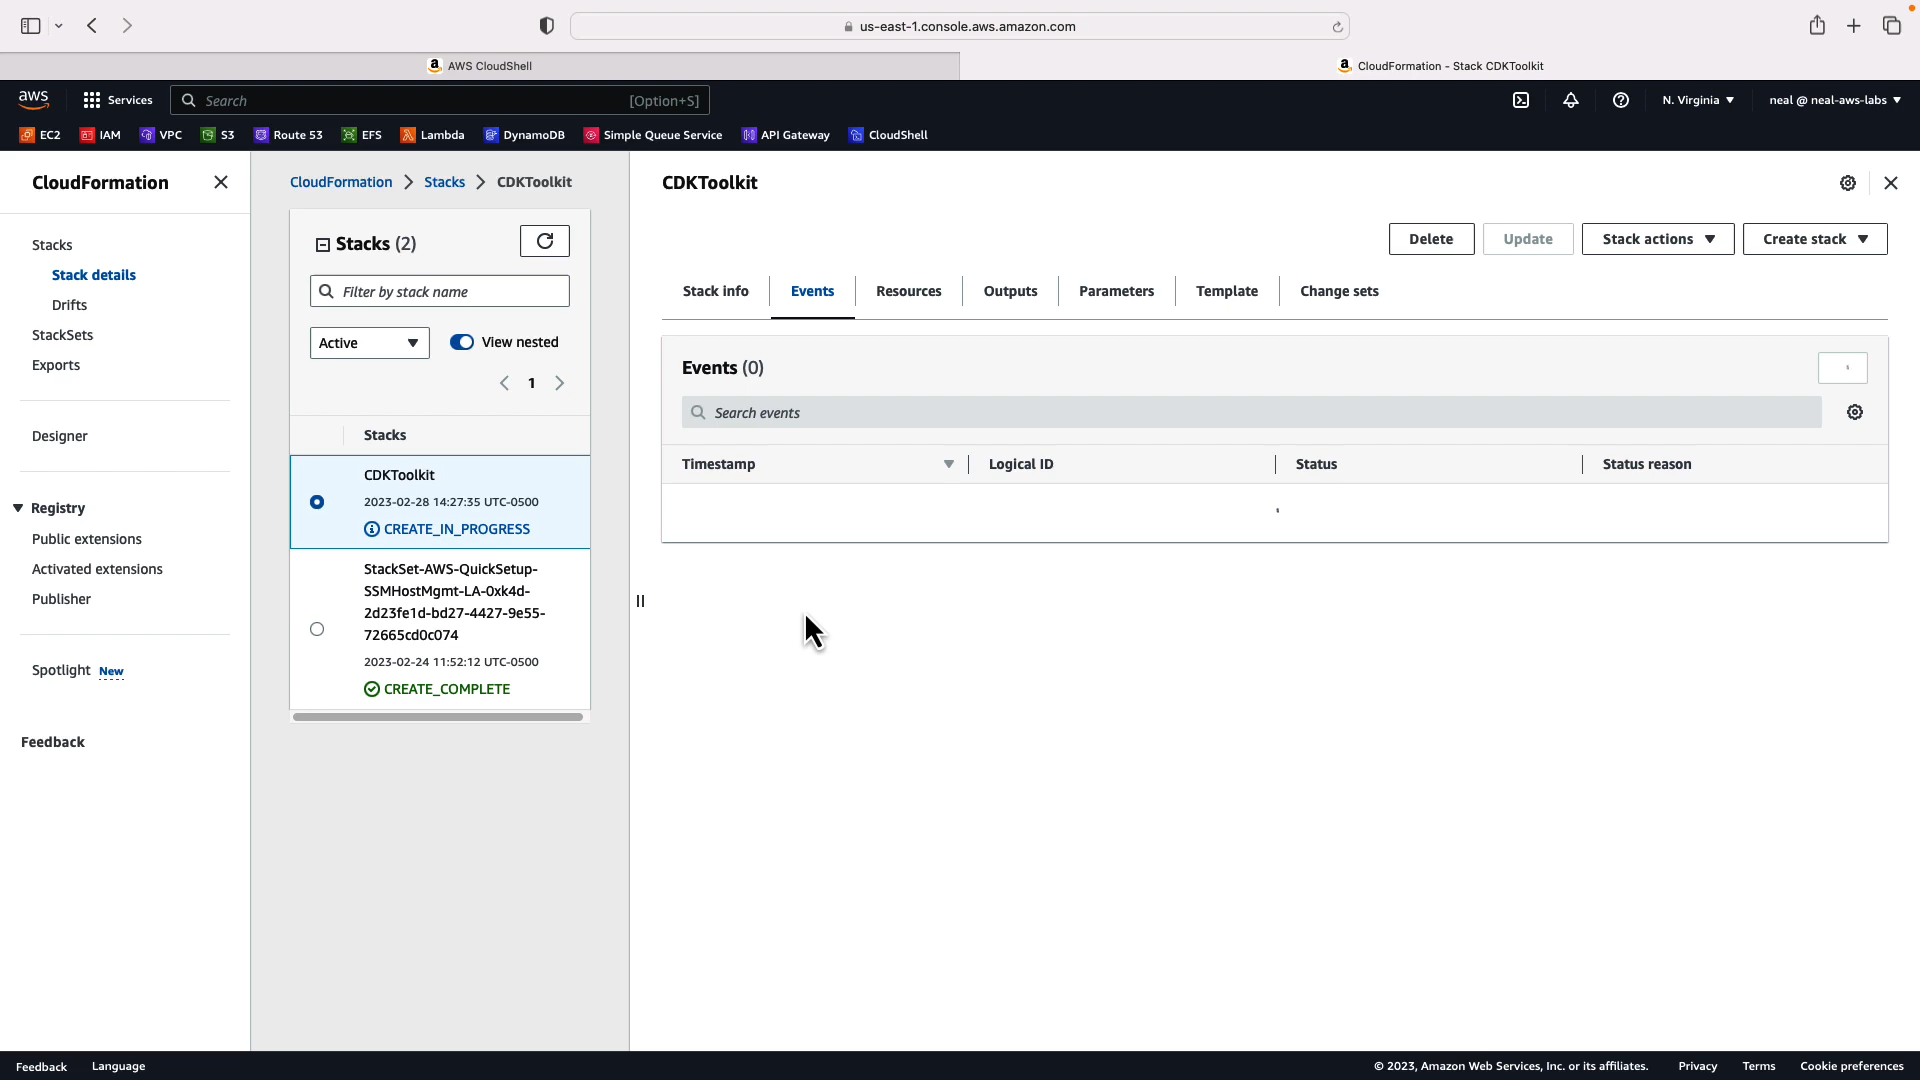 us-east-1.console.aws.amazon.com
AWS CloudShell
CloudFormation - Stack CDKToolkit
aws
Services
Search
[Option+S]
N. Virginia
neal @ neal-aws-labs
EC2
IAM
VPC
S3
Route 53
EFS
Lambda
DynamoDB
Simple Queue Service
API Gateway
CloudShell
CloudFormation
Stacks
Stack details
Drifts
StackSets
Exports
Designer
Registry
Public extensions
Activated extensions
Publisher
Spotlight New
Feedback
CloudFormation
Stacks
CDKToolkit
Stacks (2)
Filter by stack name
Active
View nested
1
Stacks
CDKToolkit
2023-02-28 14:27:35 UTC-0500
CREATE_IN_PROGRESS
StackSet-AWS-QuickSetup-
SSMHostMgmt-LA-0xk4d-
2d23fe1d-bd27-4427-9e55-
72665cd0c074
2023-02-24 11:52:12 UTC-0500
CREATE_COMPLETE
CDKToolkit
Delete
Update
Stack actions
Create stack
Stack info
Events
Resources
Outputs
Parameters
Template
Change sets
Events (0)
Search events
Timestamp
Logical ID
Status
Status reason
Feedback
Language
© 2023, Amazon Web Services, Inc. or its affiliates.
Privacy
Terms
Cookie preferences